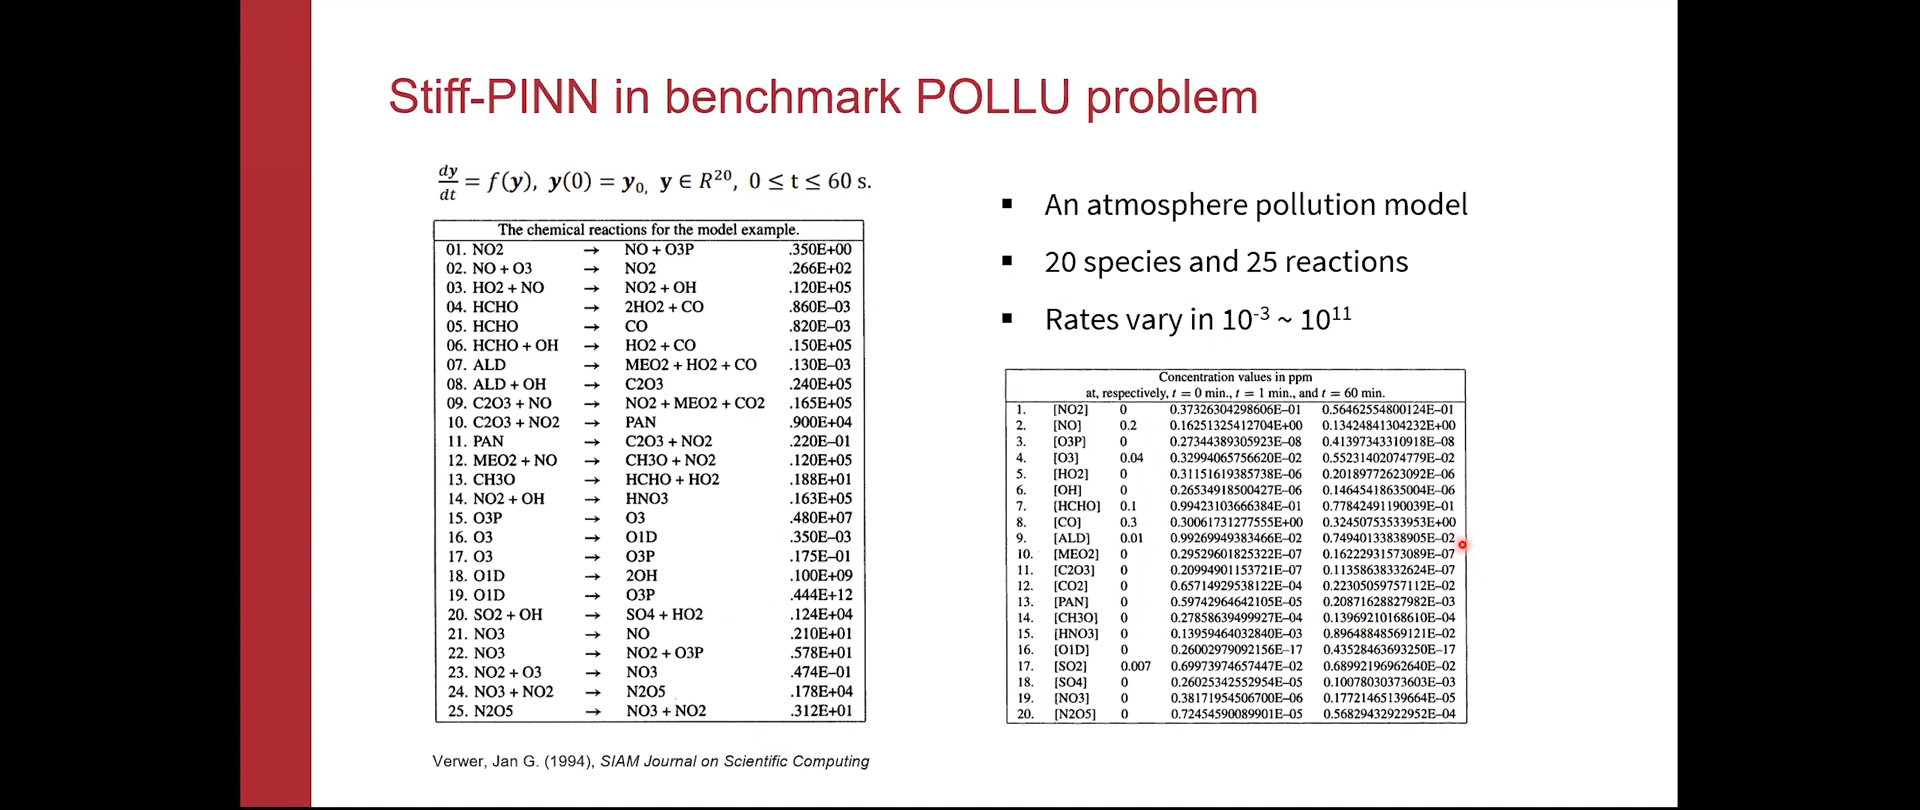 Stiff-PINN in benchmark POLLU problem
dy/dt = f(y), y(0) = y₀, y ∈ R²⁰, 0 ≤ t ≤ 60 s.
The chemical reactions for the model example.
01. NO2 → NO + O3P .350E+00
02. NO + O3 → NO2 .266E+02
03. HO2 + NO → NO2 + OH .120E+05
04. HCHO → 2HO2 + CO .860E–03
05. HCHO → CO .820E–03
06. HCHO + OH → HO2 + CO .150E+05
07. ALD → MEO2 + HO2 + CO .130E–03
08. ALD + OH → C2O3 .240E+05
09. C2O3 + NO → NO2 + MEO2 + CO2 .165E+05
10. C2O3 + NO2 → PAN .900E+04
11. PAN → C2O3 + NO2 .220E–01
12. MEO2 + NO → CH3O + NO2 .120E+05
13. CH3O → HCHO + HO2 .188E+01
14. NO2 + OH → HNO3 .163E+05
15. O3P → O3 .480E+07
16. O3 → O1D .350E–03
17. O3 → O3P .175E–01
18. O1D → 2OH .100E+09
19. O1D → O3P .444E+12
20. SO2 + OH → SO4 + HO2 .124E+04
21. NO3 → NO .210E+01
22. NO3 → NO2 + O3P .578E+01
23. NO2 + O3 → NO3 .474E–01
24. NO3 + NO2 → N2O5 .178E+04
25. N2O5 → NO3 + NO2 .312E+01
Verwer, Jan G. (1994), SIAM Journal on Scientific Computing
▪ An atmosphere pollution model
▪ 20 species and 25 reactions
▪ Rates vary in 10⁻³ ~ 10¹¹
Concentration values in ppm
at, respectively, t = 0 min., t = 1 min., and t = 60 min.
1. [NO2] 0 0.37326304298606E–01 0.56462554800124E–01
2. [NO] 0.2 0.16251325412704E+00 0.13424841304232E+00
3. [O3P] 0 0.27344389305923E–08 0.41397343310918E–08
4. [O3] 0.04 0.32994065756620E–02 0.55231402074779E–02
5. [HO2] 0 0.31151619385738E–06 0.20189772623092E–06
6. [OH] 0 0.26534918500427E–06 0.14645418635004E–06
7. [HCHO] 0.1 0.99423103666384E–01 0.77842491190039E–01
8. [CO] 0.3 0.30061731277555E+00 0.32450753533953E+00
9. [ALD] 0.01 0.99269949383466E–02 0.74940133838905E–02
10. [MEO2] 0 0.29529601825322E–07 0.16222931573089E–07
11. [C2O3] 0 0.20994901153721E–07 0.11358638332624E–07
12. [CO2] 0 0.65714929538122E–04 0.22305059757112E–02
13. [PAN] 0 0.59742964642105E–05 0.20871628827982E–03
14. [CH3O] 0 0.27858639499927E–04 0.13969210168610E–04
15. [HNO3] 0 0.13959464032840E–03 0.89648848569121E–02
16. [O1D] 0 0.26002979092156E–17 0.43528463693250E–17
17. [SO2] 0.007 0.69973974657447E–02 0.68992196962640E–02
18. [SO4] 0 0.26025342552954E–05 0.10078030373603E–03
19. [NO3] 0 0.38171954506700E–06 0.17721465139664E–05
20. [N2O5] 0 0.72454590089901E–05 0.56829432922952E–04